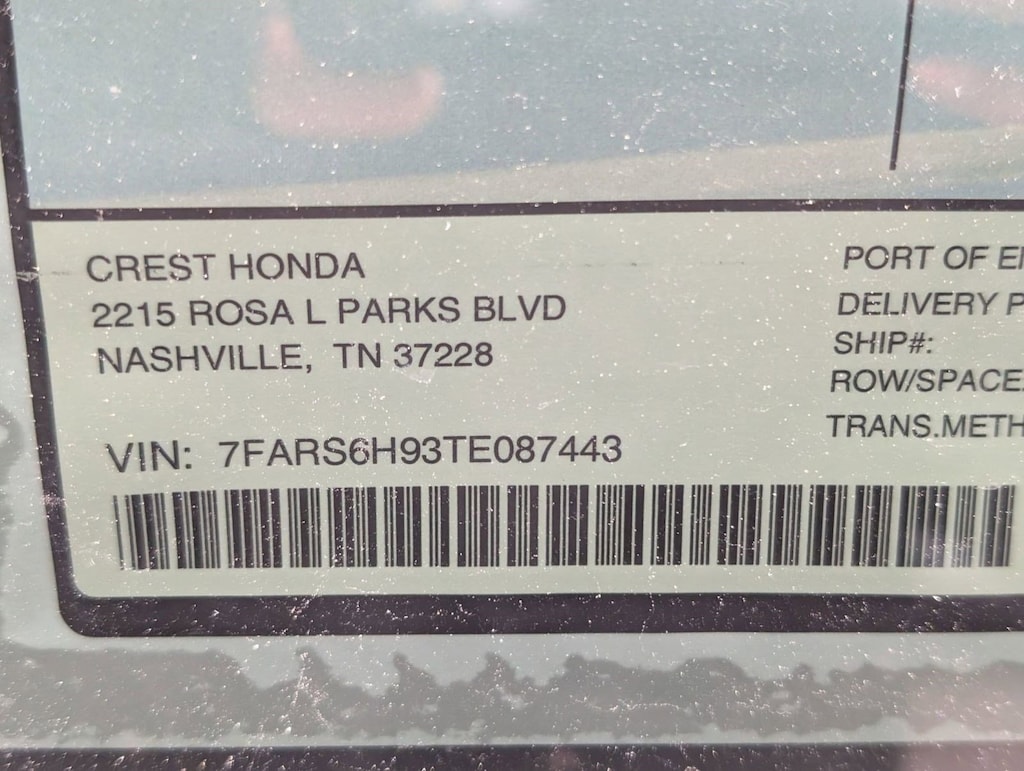 CREST HONDA
2215 ROSA L PARKS BLVD
NASHVILLE, TN 37228
VIN: 7FARS6H93TE087443
PORT OF
DELIVERY
SHIP#:
ROW/SPACE
TRANS.METH